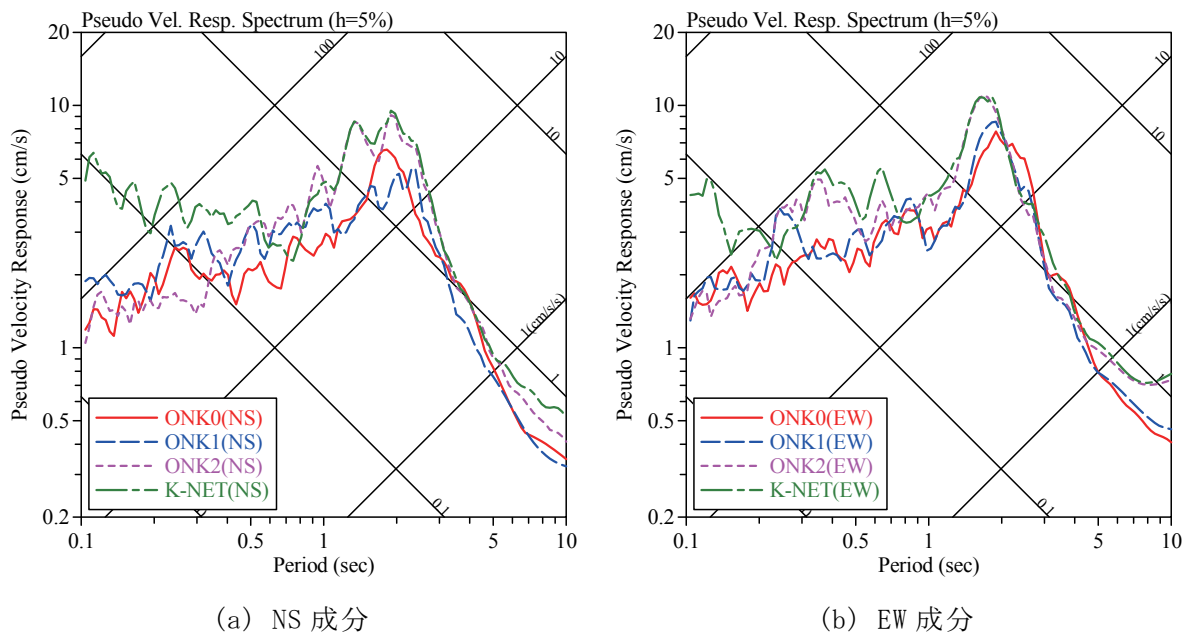 Pseudo Vel. Resp. Spectrum (h=5%)
20
10
5
1
0.5
0.2
Pseudo Velocity Response (cm/s)
100
10
10
1(cm/s/s)
1
0.1
ONK0(NS)
ONK1(NS)
ONK2(NS)
K-NET(NS)
0.1
0.5
1
5
10
Period (sec)
(a) NS 成分
Pseudo Vel. Resp. Spectrum (h=5%)
20
10
5
1
0.5
0.2
Pseudo Velocity Response (cm/s)
100
10
10
1(cm/s/s)
1
0.1
ONK0(EW)
ONK1(EW)
ONK2(EW)
K-NET(EW)
0.1
0.5
1
5
10
Period (sec)
(b) EW 成分